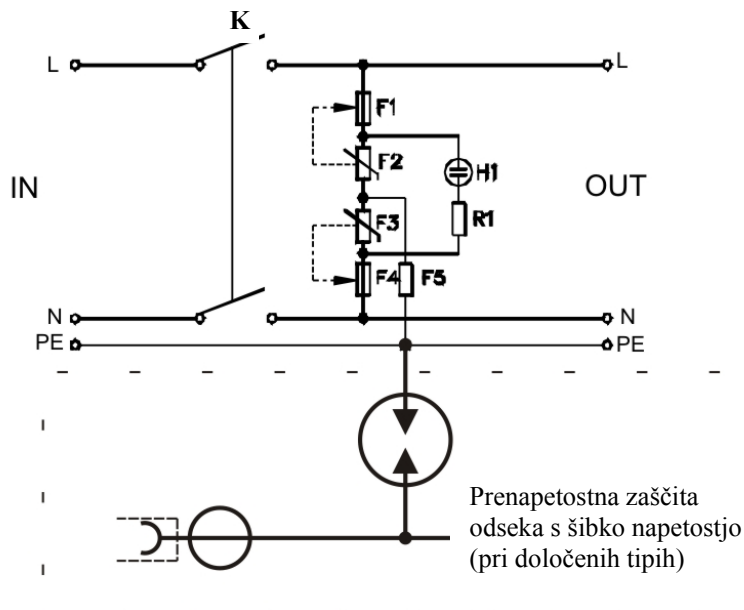 K
L
L
F1
F2
H1
IN
OUT
F3
R1
F4
F5
N
N
PE
PE
Prenapetostna zaščita
odseka s šibko napetostjo
(pri določenih tipih)